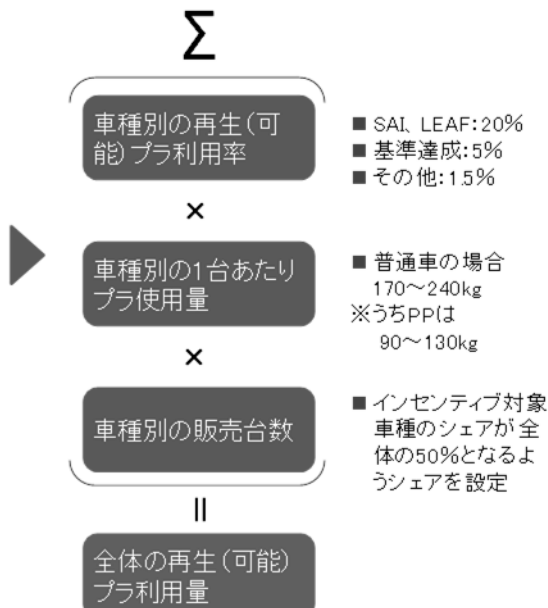 Σ
車種別の再生(可
能)プラ利用率
■ SAI、LEAF:20%
■ 基準達成:5%
■ その他:1.5%
×
車種別の1台あたり
プラ使用量
■ 普通車の場合
170～240kg
※うちPPは
90～130kg
×
車種別の販売台数
■ インセンティブ対象
車種のシェアが全
体の50%となるよ
うシェアを設定
=
全体の再生(可能)
プラ利用量